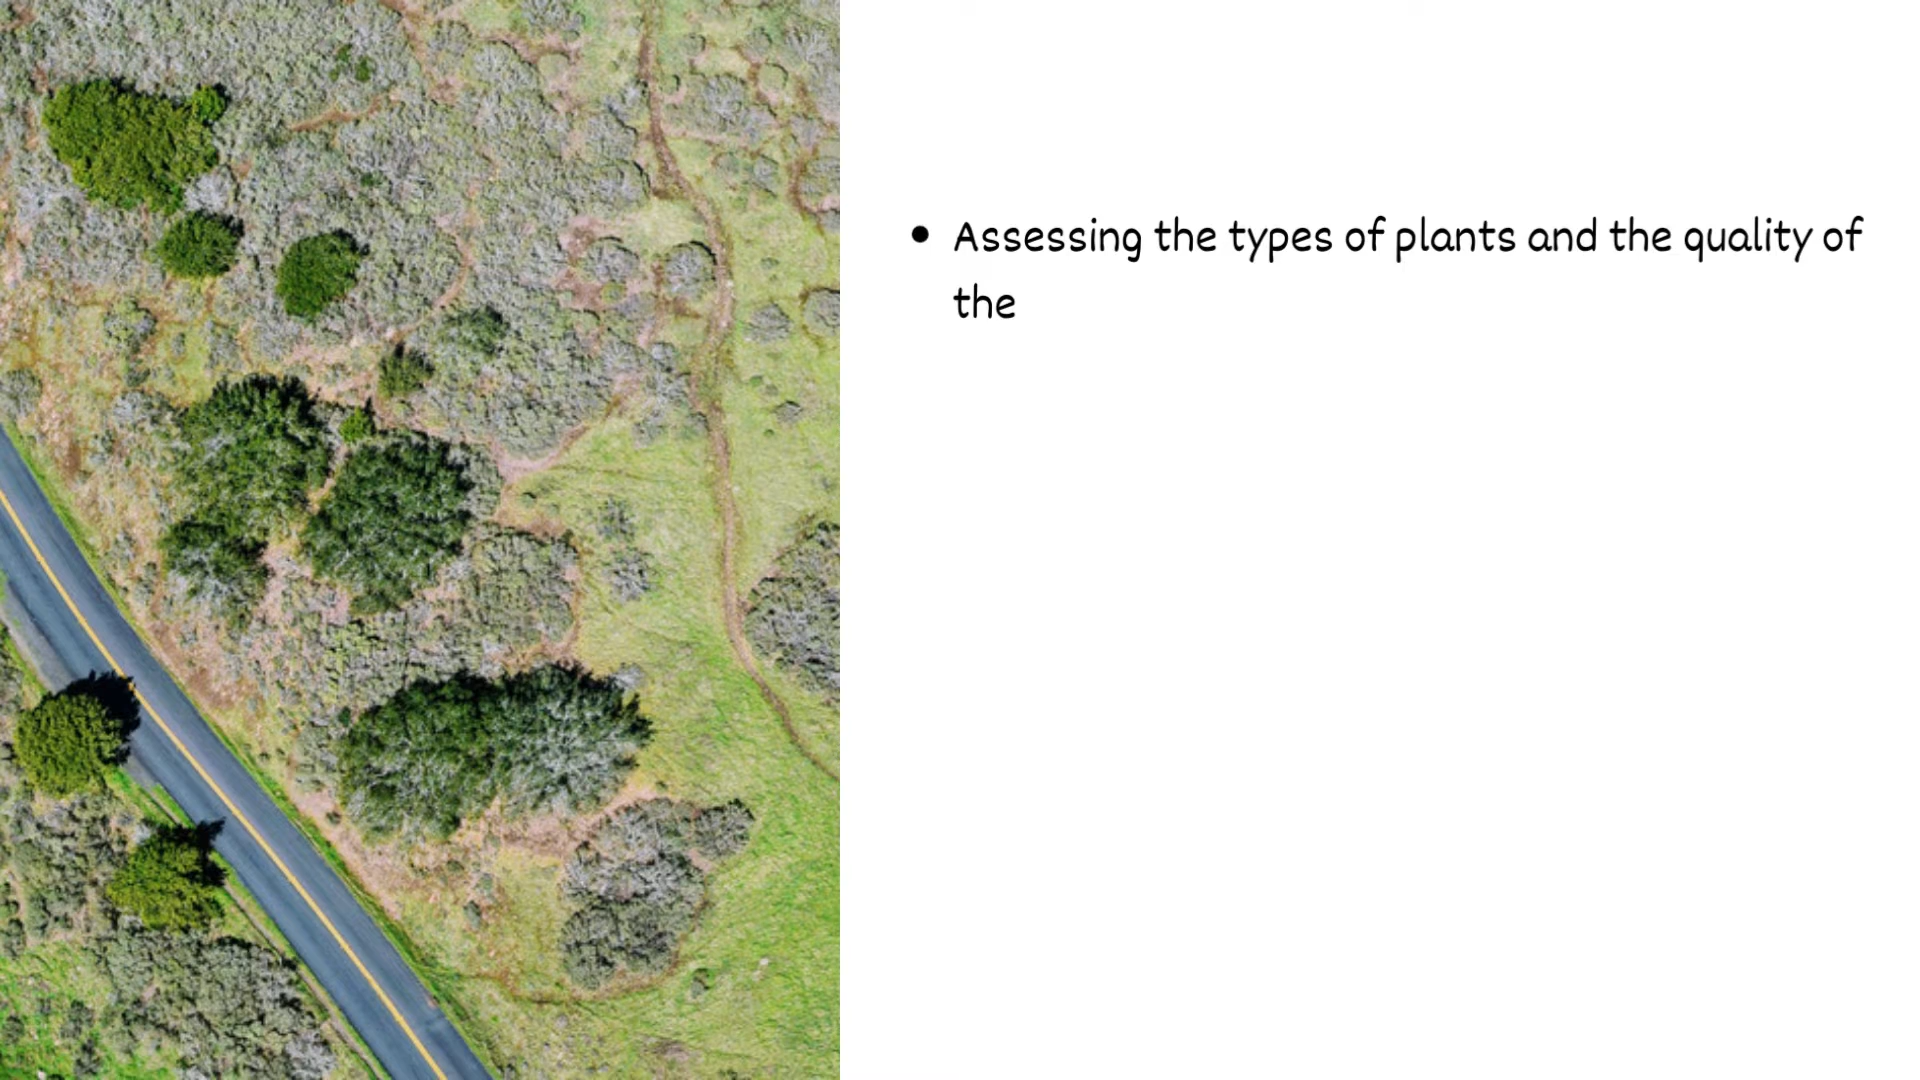 • Assessing the types of plants and the quality of
the